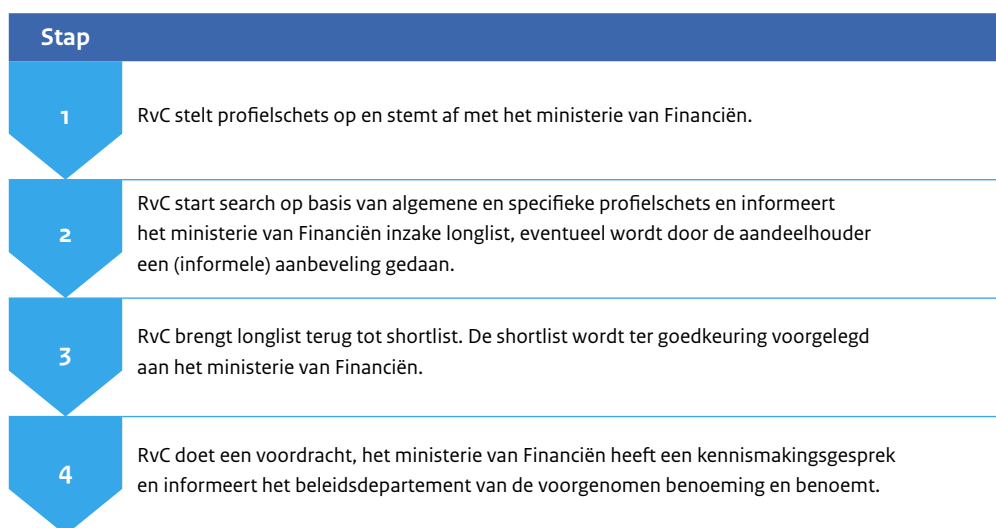 Stap
1
RvC stelt profielschets op en stemt af met het ministerie van Financiën.
2
RvC start search op basis van algemene en specifieke profielschets en informeert
het ministerie van Financiën inzake longlist, eventueel wordt door de aandeelhouder
een (informele) aanbeveling gedaan.
3
RvC brengt longlist terug tot shortlist. De shortlist wordt ter goedkeuring voorgelegd
aan het ministerie van Financiën.
4
RvC doet een voordracht, het ministerie van Financiën heeft een kennismakingsgesprek
en informeert het beleidsdepartement van de voorgenomen benoeming en benoemt.